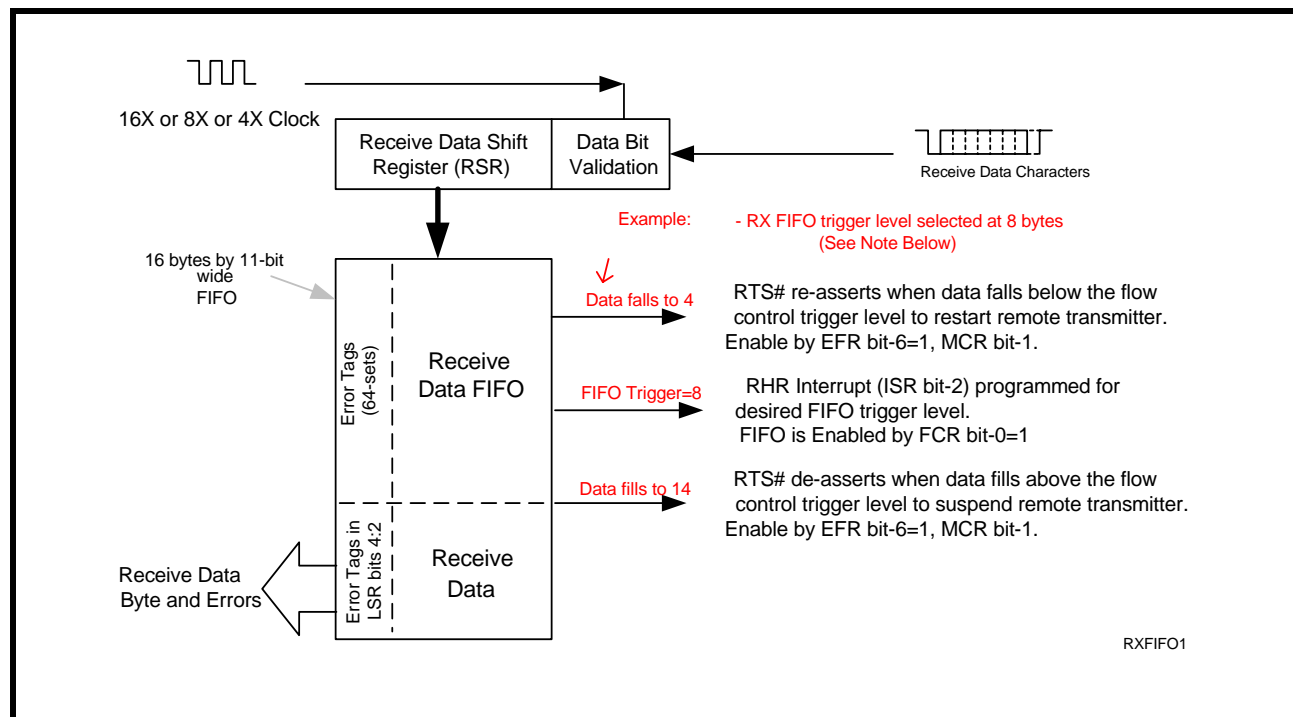 16X or 8X or 4X Clock
Receive Data Shift
Register (RSR)
Data Bit
Validation
Receive Data Characters
Example:
- RX FIFO trigger level selected at 8 bytes
(See Note Below)
16 bytes by 11-bit
wide
FIFO
Error Tags
(64-sets)
Receive
Data FIFO
Data falls to 4
RTS# re-asserts when data falls below the flow
control trigger level to restart remote transmitter.
Enable by EFR bit-6=1, MCR bit-1.
FIFO Trigger=8
RHR Interrupt (ISR bit-2) programmed for
desired FIFO trigger level.
FIFO is Enabled by FCR bit-0=1
Data fills to 14
RTS# de-asserts when data fills above the flow
control trigger level to suspend remote transmitter.
Enable by EFR bit-6=1, MCR bit-1.
Error Tags in
LSR bits 4:2
Receive
Data
Receive Data
Byte and Errors
RXFIFO1